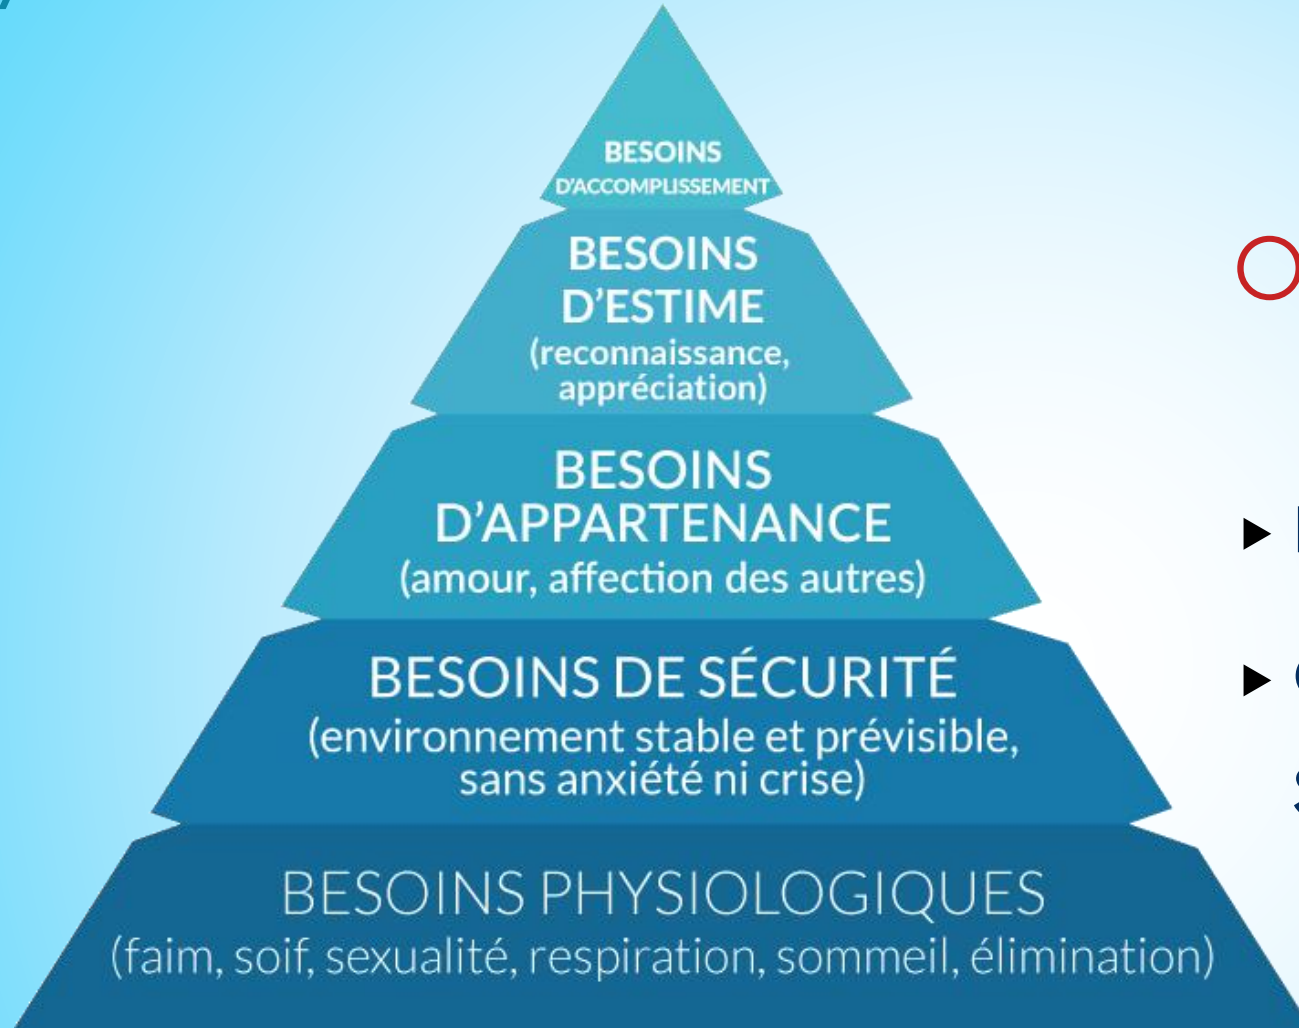 BESOINS
D'ACCOMPLISSEMENT
BESOINS
D'ESTIME
(reconnaissance,
appréciation)
BESOINS
D'APPARTENANCE
(amour, affection des autres)
BESOINS DE SÉCURITÉ
(environnement stable et prévisible,
sans anxiété ni crise)
BESOINS PHYSIOLOGIQUES
(faim, soif, sexualité, respiration, sommeil, élimination)